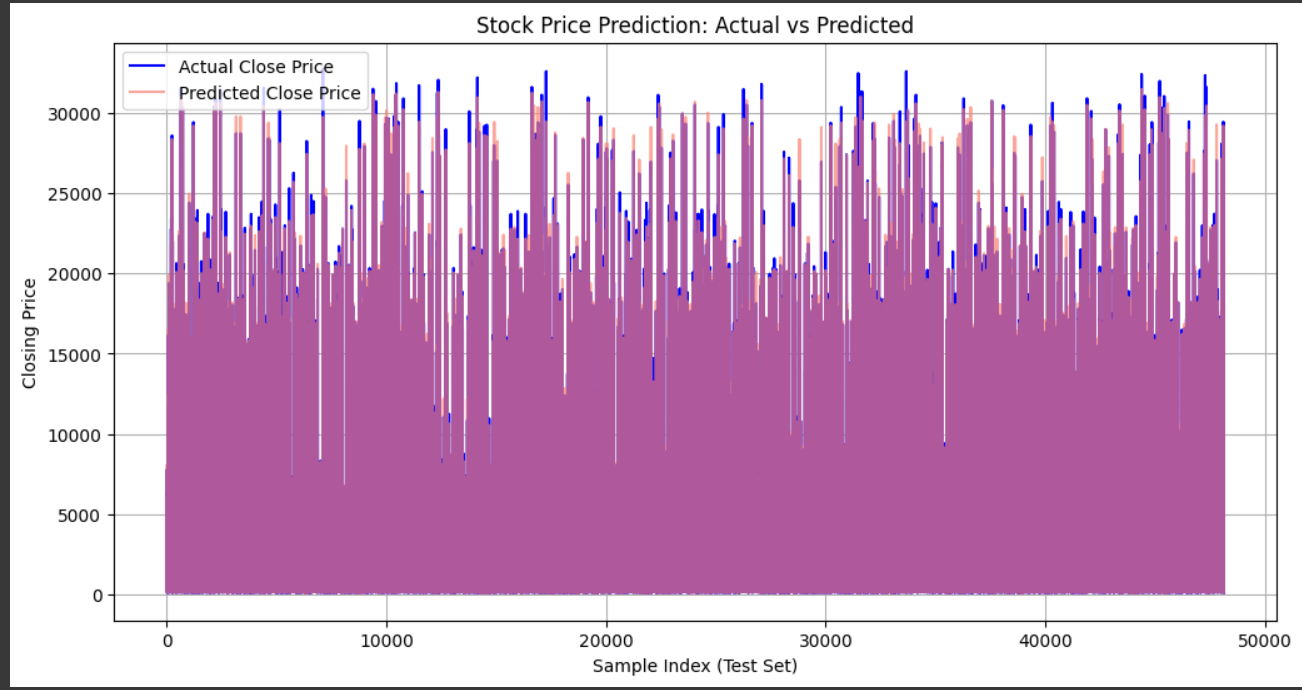 Stock Price Prediction: Actual vs Predicted
Actual Close Price
Predicted Close Price
Closing Price
30000
25000
20000
15000
10000
5000
0
0 10000 20000 30000 40000 50000
Sample Index (Test Set)